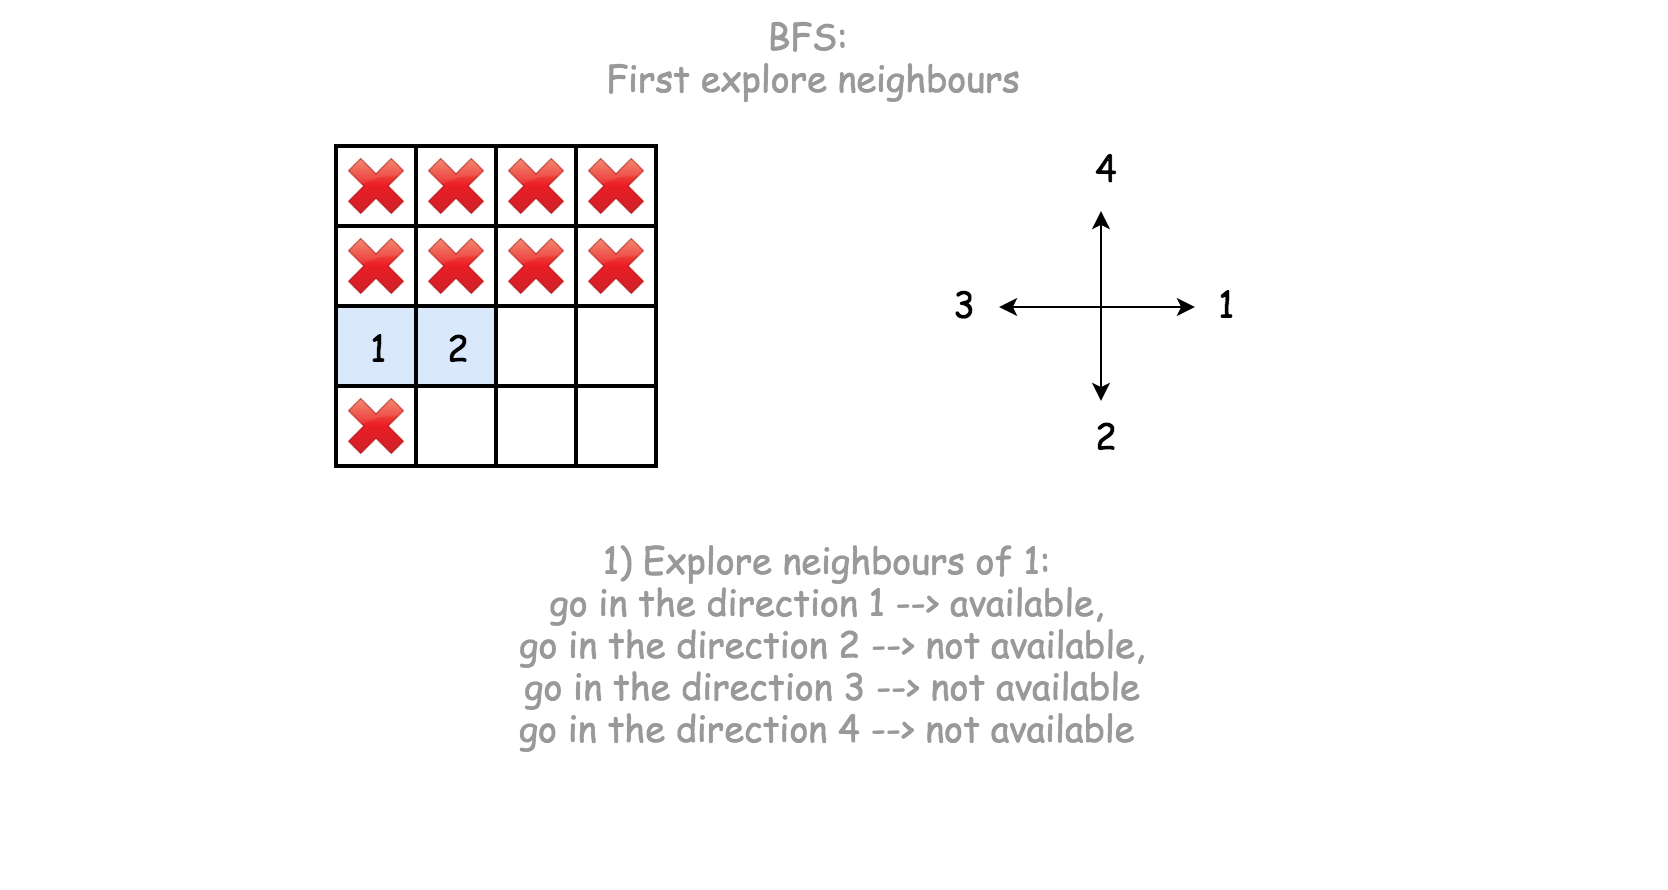 BFS:
First explore neighbours
4
3
1
1 2
2
1) Explore neighbours of 1:
go in the direction 1 --> available,
go in the direction 2 --> not available,
go in the direction 3 --> not available
go in the direction 4 --> not available